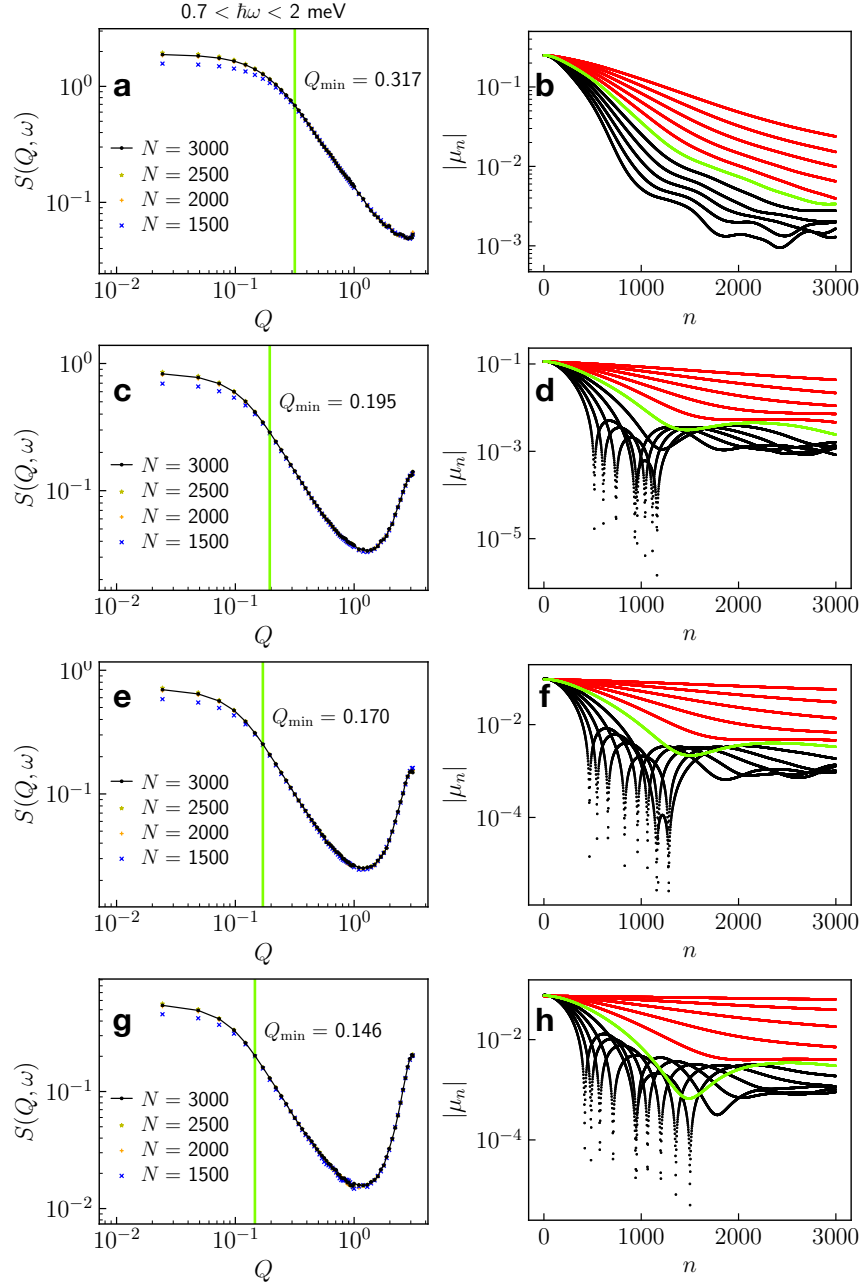 0.7 < ħω < 2 meV
a
Q_min = 0.317
N = 3000
N = 2500
N = 2000
N = 1500
S(Q, ω)
10^0
10^−1
10^−2 10^−1 10^0
Q
b
|μ_n|
10^−1
10^−2
10^−3
0 1000 2000 3000
n
c
Q_min = 0.195
N = 3000
N = 2500
N = 2000
N = 1500
S(Q, ω)
10^0
10^−1
10^−2 10^−1 10^0
Q
d
|μ_n|
10^−1
10^−3
10^−5
0 1000 2000 3000
n
e
Q_min = 0.170
N = 3000
N = 2500
N = 2000
N = 1500
S(Q, ω)
10^0
10^−1
10^−2 10^−1 10^0
Q
f
|μ_n|
10^−2
10^−4
0 1000 2000 3000
n
g
Q_min = 0.146
N = 3000
N = 2500
N = 2000
N = 1500
S(Q, ω)
10^−1
10^−2
10^−2 10^−1 10^0
Q
h
|μ_n|
10^−2
10^−4
0 1000 2000 3000
n